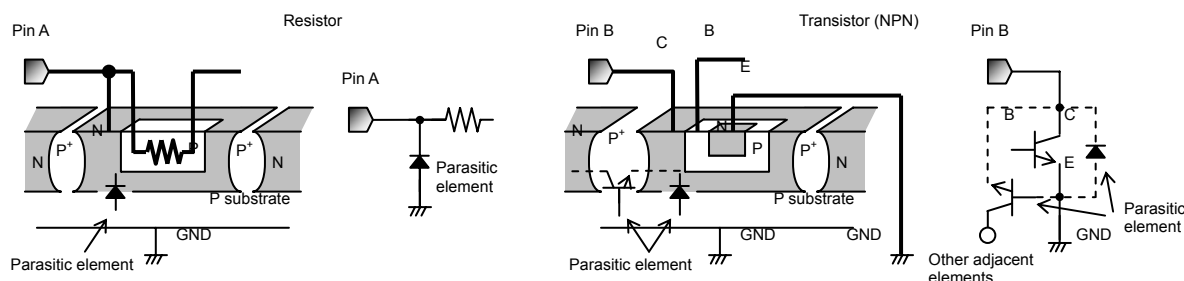 Resistor
Pin A
N
N
P+
P
P+
N
P substrate
GND
Parasitic element
Pin A
Parasitic
element
Transistor (NPN)
Pin B
C
B
E
N
N
P+
N
P
P+
N
P substrate
GND
GND
Parasitic element
Pin B
B
C
E
GND
Parasitic
element
Other adjacent
elements